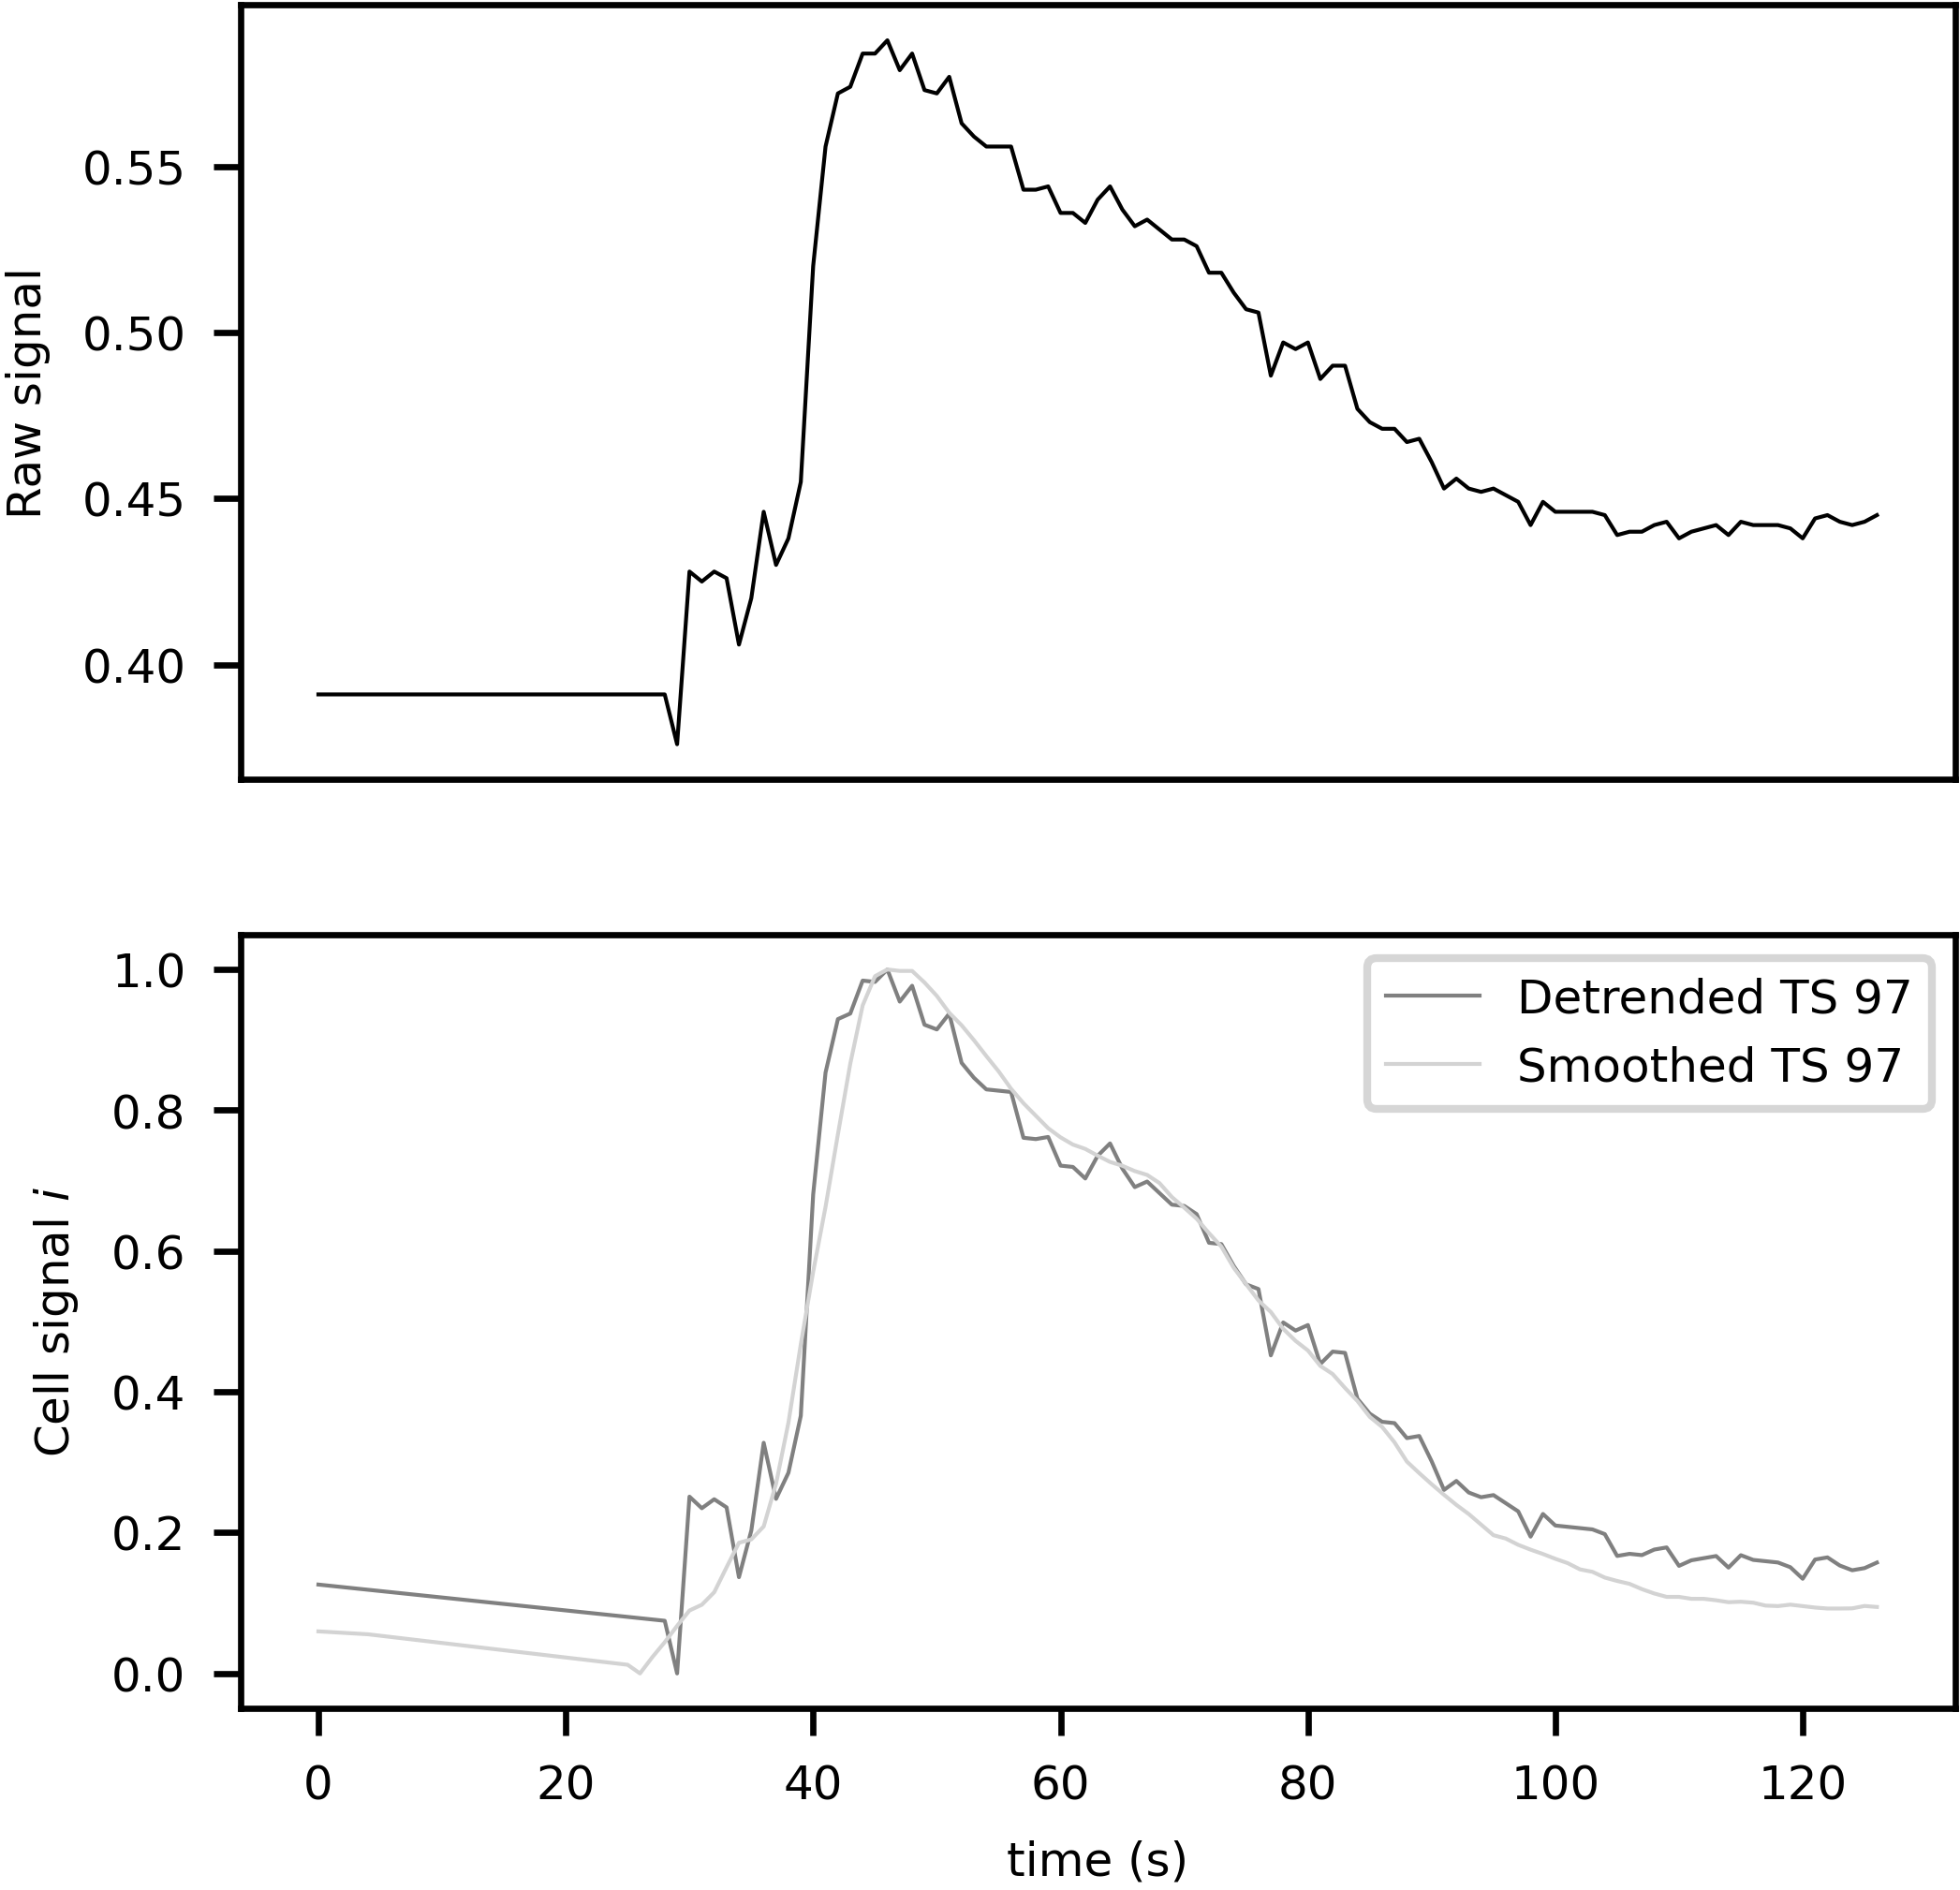 Raw signal
0.55
0.50
0.45
0.40
Cell signal i
1.0
0.8
0.6
0.4
0.2
0.0
Detrended TS 97
Smoothed TS 97
0 20 40 60 80 100 120
time (s)